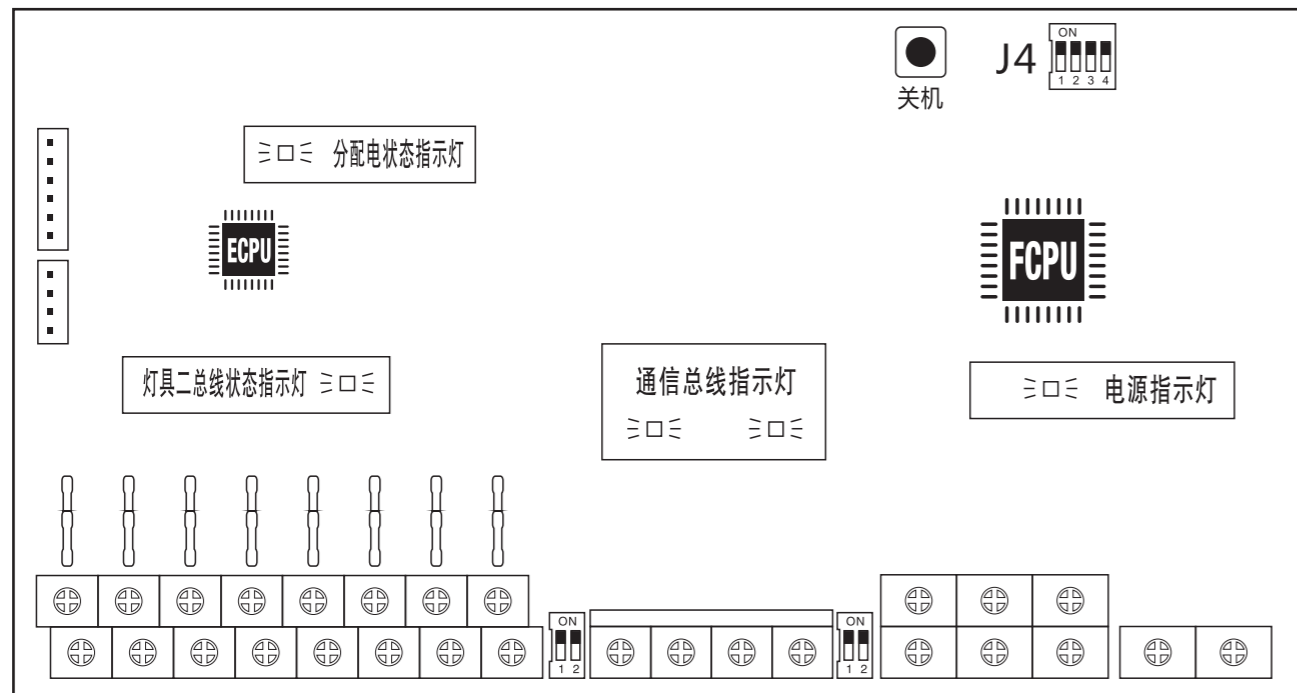 关机
J4
ON
1 2 3 4
分配电状态指示灯
ECPU
FCPU
灯具二总线状态指示灯
通信总线指示灯
电源指示灯
ON
1 2
ON
1 2